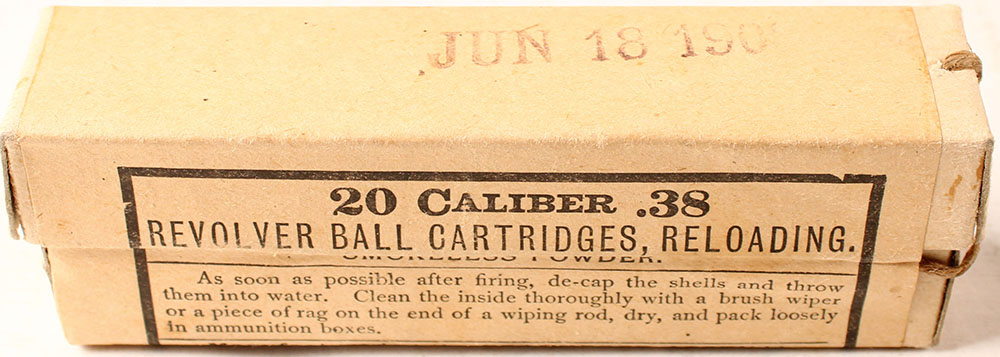 JUN 18 190
20 CALIBER .38
REVOLVER BALL CARTRIDGES, RELOADING.
SMOKELESS POWDER.
As soon as possible after firing, de-cap the shells and throw
them into water. Clean the inside thoroughly with a brush wiper
or a piece of rag on the end of a wiping rod, dry, and pack loosely
in ammunition boxes.